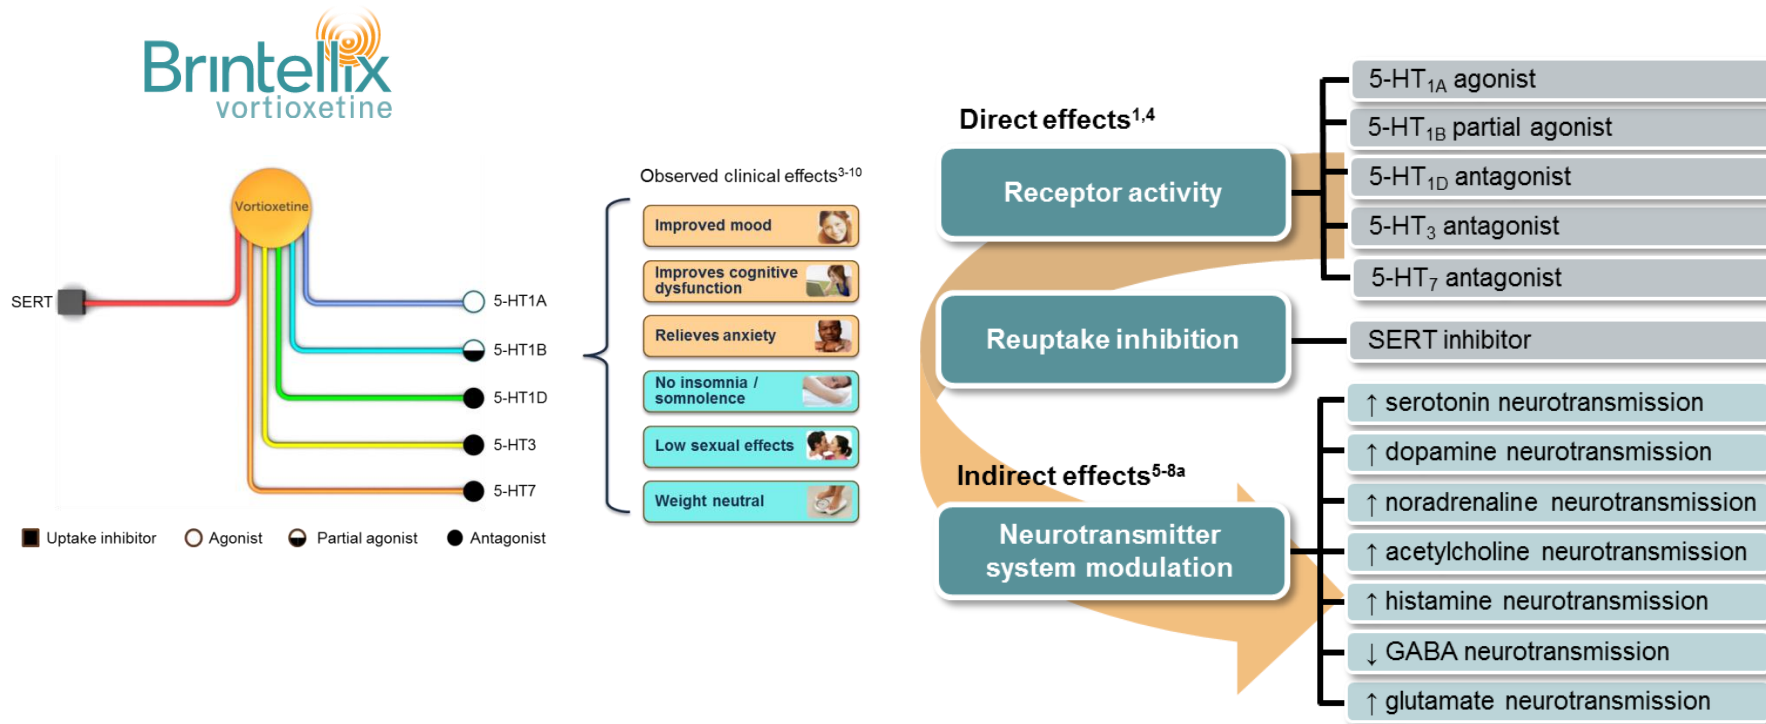 Brintellix
vortioxetine
Vortioxetine
SERT
5-HT1A
5-HT1B
5-HT1D
5-HT3
5-HT7
Uptake inhibitor
Agonist
Partial agonist
Antagonist
Observed clinical effects3-10
Improved mood
Improves cognitive
dysfunction
Relieves anxiety
No insomnia /
somnolence
Low sexual effects
Weight neutral
Direct effects1,4
Receptor activity
5-HT1A agonist
5-HT1B partial agonist
5-HT1D antagonist
5-HT3 antagonist
5-HT7 antagonist
Reuptake inhibition
SERT inhibitor
Indirect effects5-8a
Neurotransmitter
system modulation
↑ serotonin neurotransmission
↑ dopamine neurotransmission
↑ noradrenaline neurotransmission
↑ acetylcholine neurotransmission
↑ histamine neurotransmission
↓ GABA neurotransmission
↑ glutamate neurotransmission